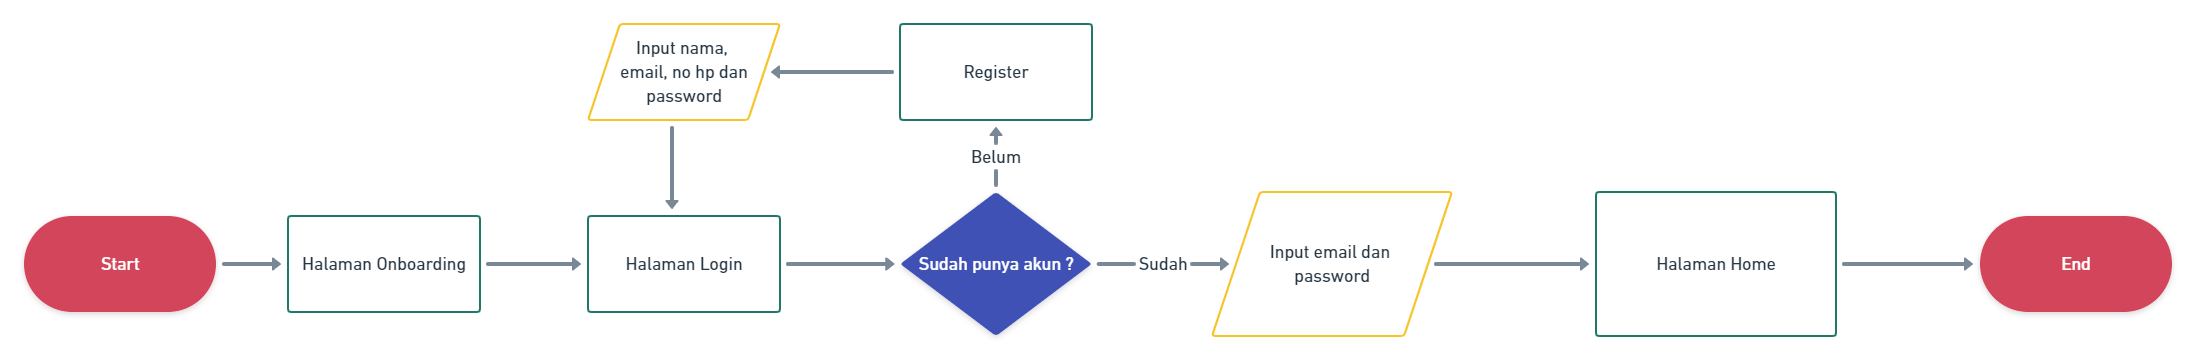 Input nama,
email, no hp dan
password
Register
Belum
Start
Halaman Onboarding
Halaman Login
Sudah punya akun ?
Sudah
Input email dan
password
Halaman Home
End